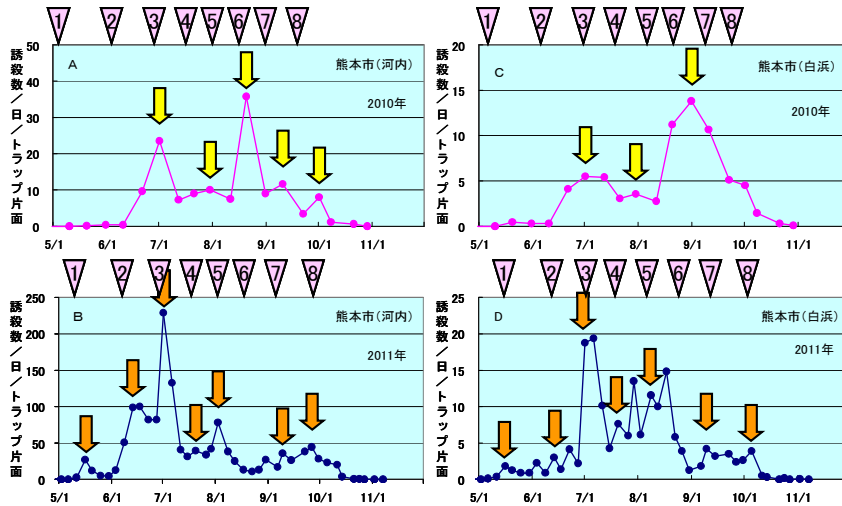 1 2 3 4 5 6 7 8
誘殺数/日/トラップ片面
50
40
30
20
10
0
A
熊本市(河内)
2010年
5/1 6/1 7/1 8/1 9/1 10/1 11/1
1 2 3 4 5 6 7 8
20
15
10
5
0
C
熊本市(白浜)
2010年
5/1 6/1 7/1 8/1 9/1 10/1 11/1
1 2 3 4 5 6 7 8
誘殺数/日/トラップ片面
250
200
150
100
50
0
B
熊本市(河内)
2011年
5/1 6/1 7/1 8/1 9/1 10/1 11/1
1 2 3 4 5 6 7 8
誘殺数/日/トラップ片面
25
20
15
10
5
0
D
熊本市(白浜)
2011年
5/1 6/1 7/1 8/1 9/1 10/1 11/1
誘殺数/日/トラップ片面